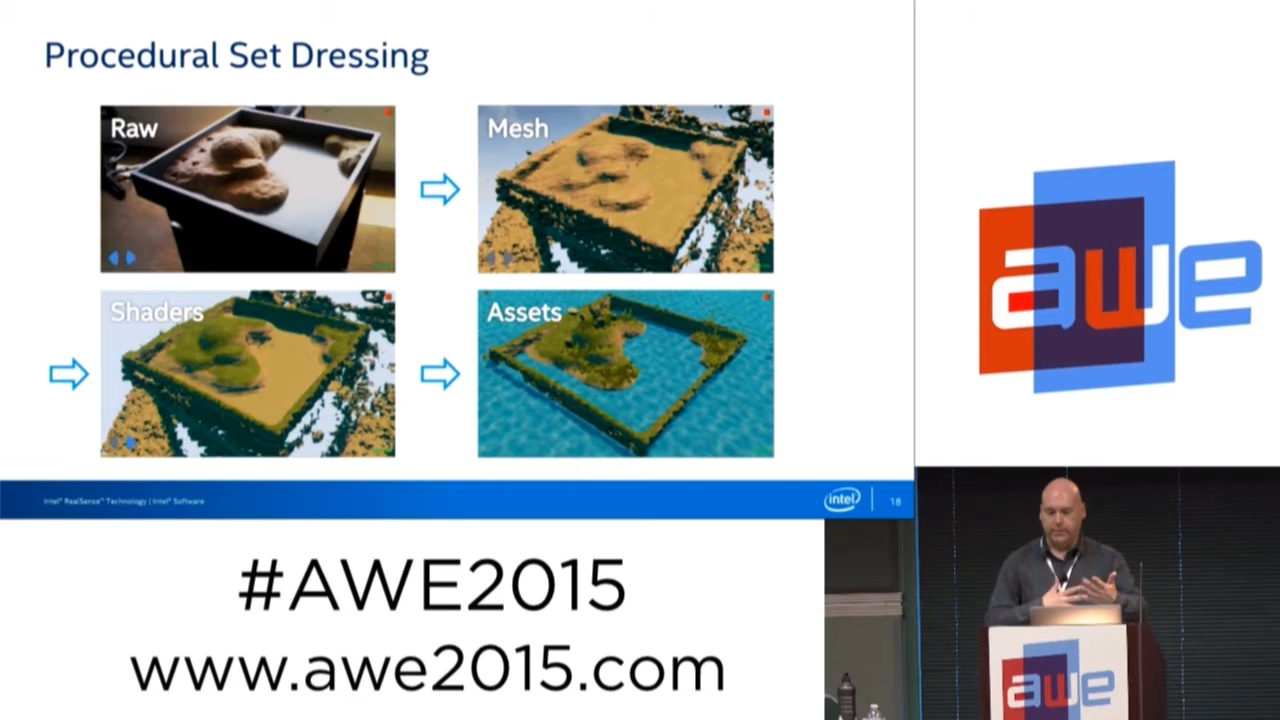 Procedural Set Dressing
Raw
Mesh
Shaders
Assets
Intel® RealSense™ Technology | Intel® Software
intel
18
awe
#AWE2015
www.awe2015.com
awe